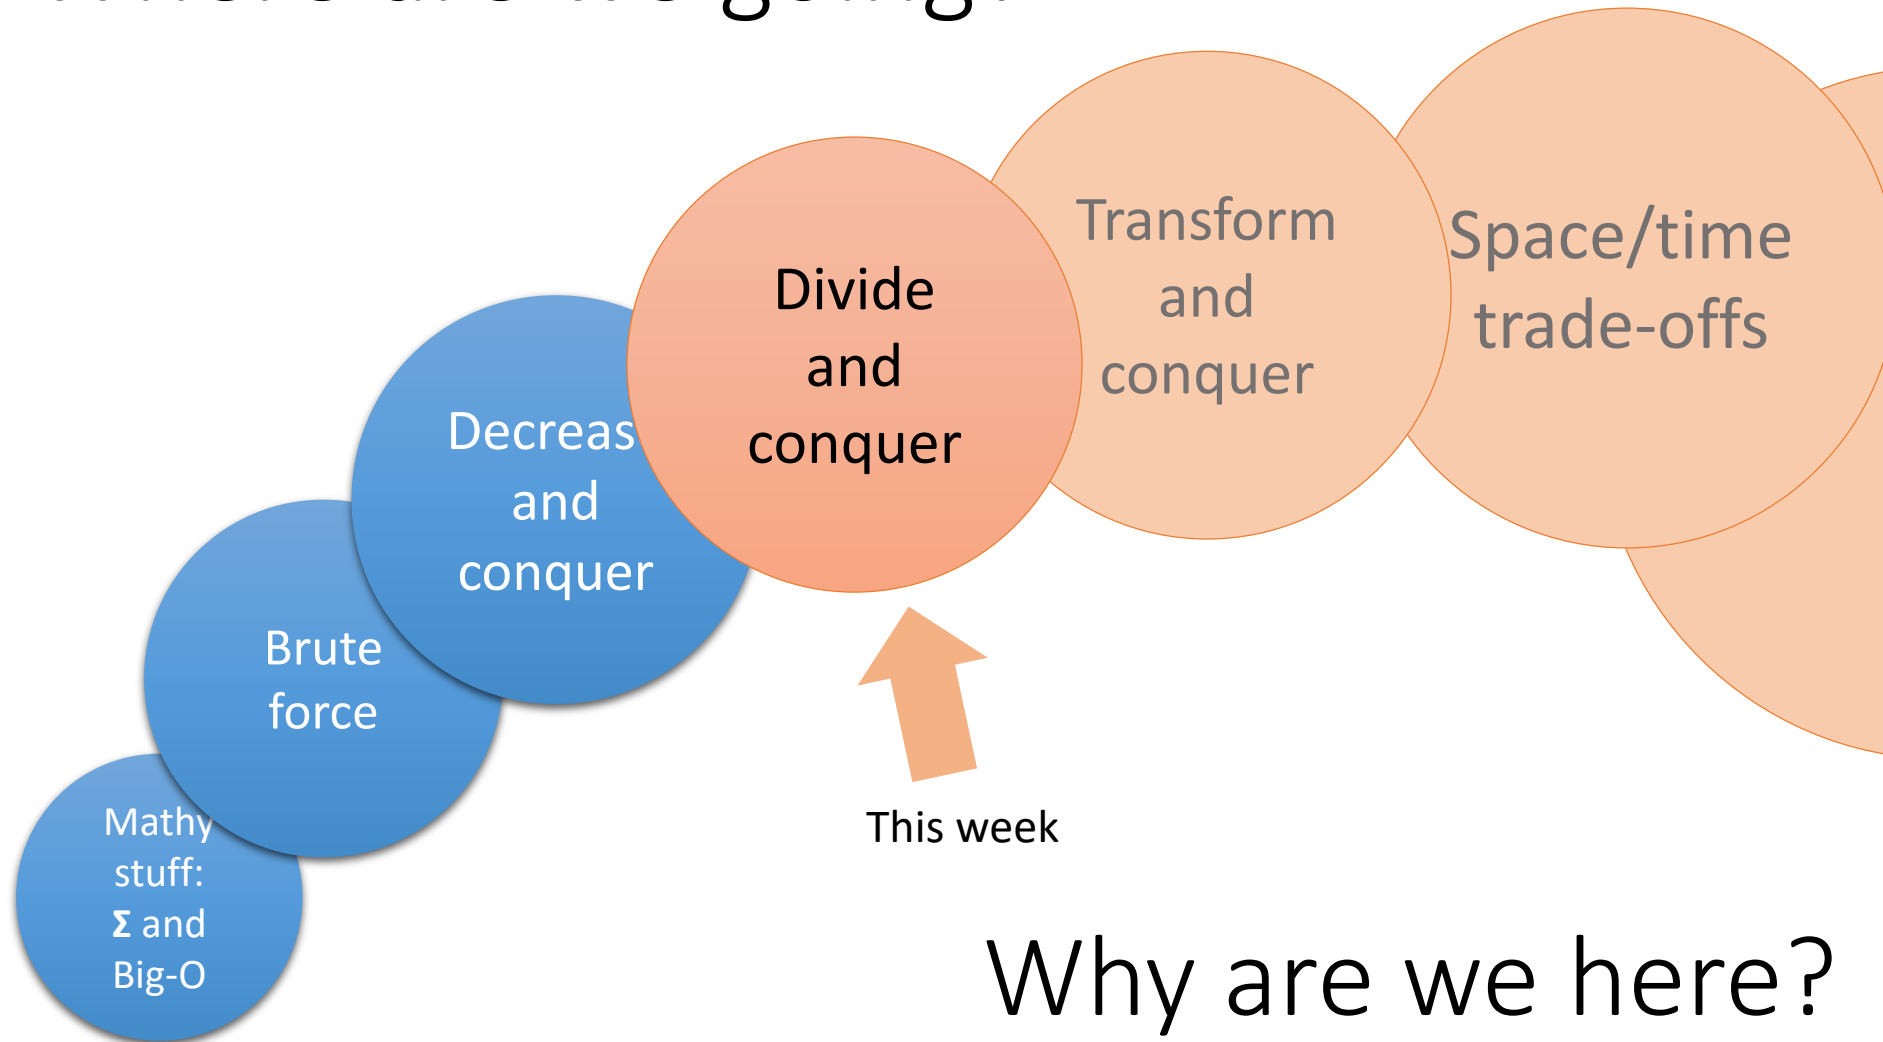 Mathy
stuff:
Σ and
Big-O
Brute
force
Decreas
and
conquer
Divide
and
conquer
Transform
and
conquer
Space/time
trade-offs
This week
Why are we here?